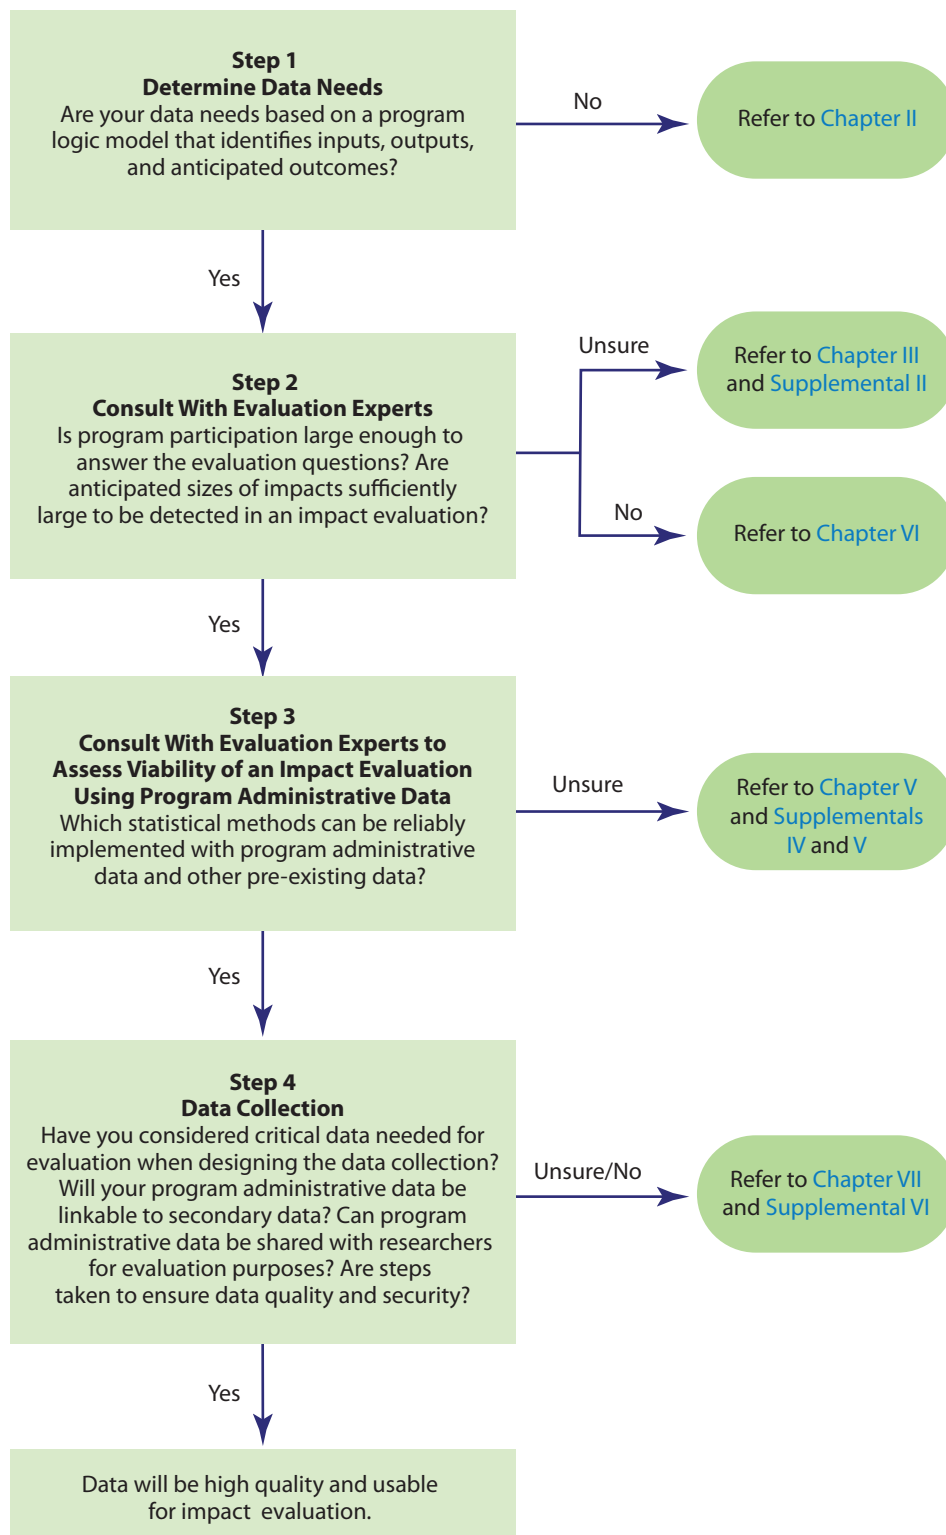 Step 1
Determine Data Needs
Are your data needs based on a program
logic model that identifies inputs, outputs,
and anticipated outcomes?
No
Refer to Chapter II
Yes
Step 2
Consult With Evaluation Experts
Is program participation large enough to
answer the evaluation questions? Are
anticipated sizes of impacts sufficiently
large to be detected in an impact evaluation?
Unsure
Refer to Chapter III
and Supplemental II
No
Refer to Chapter VI
Yes
Step 3
Consult With Evaluation Experts to
Assess Viability of an Impact Evaluation
Using Program Administrative Data
Which statistical methods can be reliably
implemented with program administrative
data and other pre-existing data?
Unsure
Refer to Chapter V
and Supplementals
IV and V
Yes
Step 4
Data Collection
Have you considered critical data needed for
evaluation when designing the data collection?
Will your program administrative data be
linkable to secondary data? Can program
administrative data be shared with researchers
for evaluation purposes? Are steps
taken to ensure data quality and security?
Unsure/No
Refer to Chapter VII
and Supplemental VI
Yes
Data will be high quality and usable
for impact evaluation.